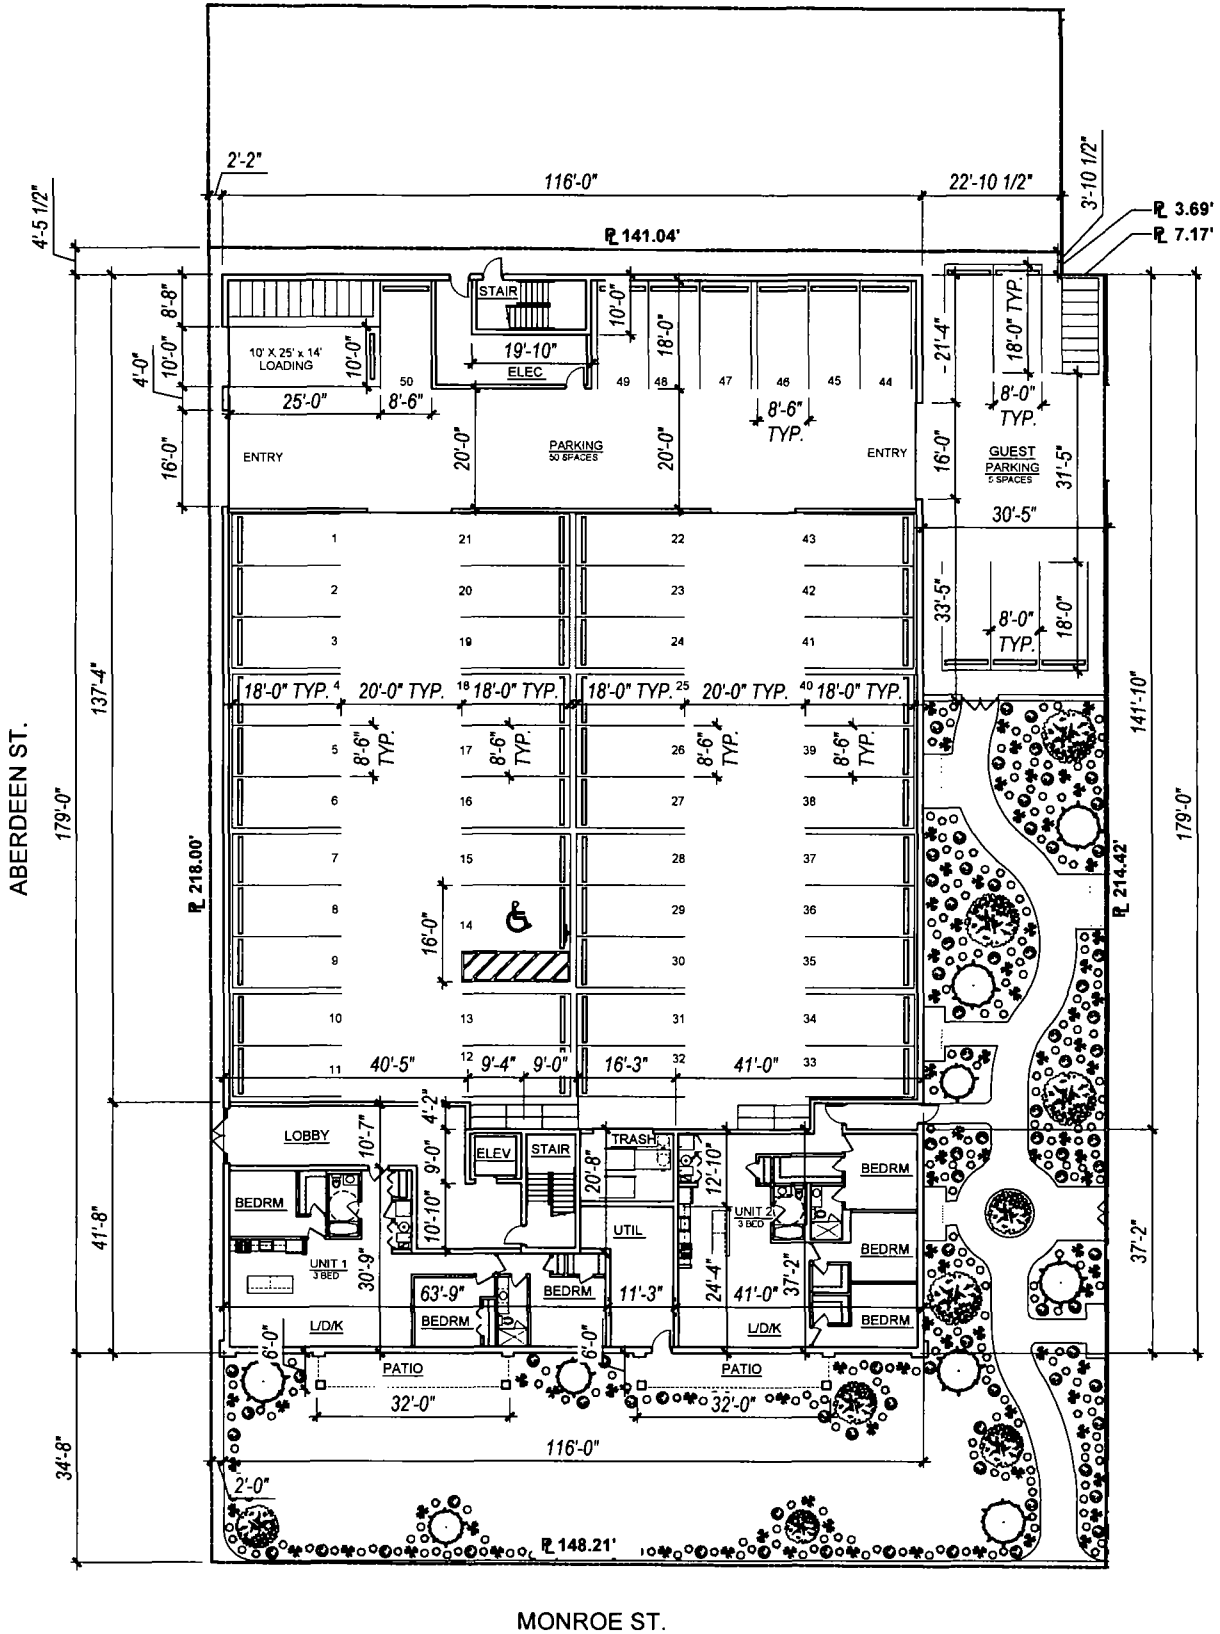 2'-2"
116'-0"
22'-10 1/2"
3'-10 1/2"
4'-5 1/2"
PL 3.69'
PL 7.17'
PL 141.04'
8'-8"
STAIR
10'-0"
18'-0"
21'-4"
18'-0" TYP.
10'-0"
4'-0"
10' X 25' x 14'
LOADING
10'-0"
19'-10"
ELEC
50
49
48
47
46
45
44
25'-0"
8'-6"
8'-6"
TYP.
8'-0"
TYP.
16'-0"
ENTRY
20'-0"
PARKING
50 SPACES
20'-0"
ENTRY
16'-0"
GUEST
PARKING
5 SPACES
31'-5"
30'-5"
1
21
22
43
2
20
23
42
33'-5"
8'-0"
TYP.
18'-0"
3
19
24
41
18'-0" TYP.
4
20'-0" TYP.
18
18'-0" TYP.
18'-0" TYP.
25
20'-0" TYP.
40
18'-0" TYP.
137'-4"
141'-10"
5
8'-6"
TYP.
17
8'-6"
TYP.
26
8'-6"
TYP.
39
8'-6"
TYP.
6
16
27
38
ABERDEEN ST.
179'-0"
179'-0"
7
15
28
37
PL 218.00'
PL 214.42'
8
14
29
36
16'-0"
9
30
35
10
13
31
34
11
40'-5"
12
9'-4"
9'-0"
16'-3"
32
41'-0"
33
4'-2"
LOBBY
10'-7"
9'-0"
ELEV
STAIR
TRASH
20'-8"
12'-10"
BEDRM
BEDRM
41'-8"
10'-10"
UTIL
UNIT 2
3 BED
37'-2"
UNIT 1
3 BED
30'-9"
24'-4"
37'-2"
BEDRM
63'-9"
BEDRM
11'-3"
41'-0"
BEDRM
L/D/K
BEDRM
L/D/K
6'-0"
6'-0"
PATIO
PATIO
32'-0"
32'-0"
34'-8"
116'-0"
2'-0"
PL 148.21'
MONROE ST.